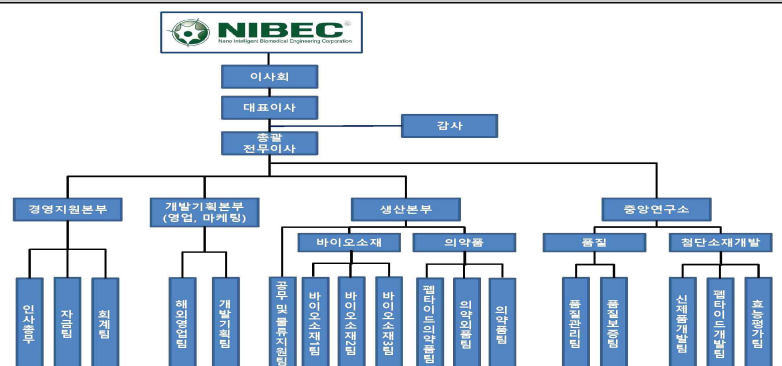 NIBEC
Nano Intelligent Biomedical Engineering Corporation
이사회
대표이사
감사
총괄
전무이사
경영지원본부
개발기획본부
(영업, 마케팅)
생산본부
중앙연구소
바이오소재
의약품
품질
첨단소재개발
인사총무
자금팀
회계팀
해외영업팀
개발기획팀
공무 및 물류지원팀
바이오소재1팀
바이오소재2팀
바이오소재3팀
펩타이드의약품팀
의약외품팀
의약품팀
품질관리팀
품질보증팀
신제품개발팀
펩타이드개발팀
효능평가팀